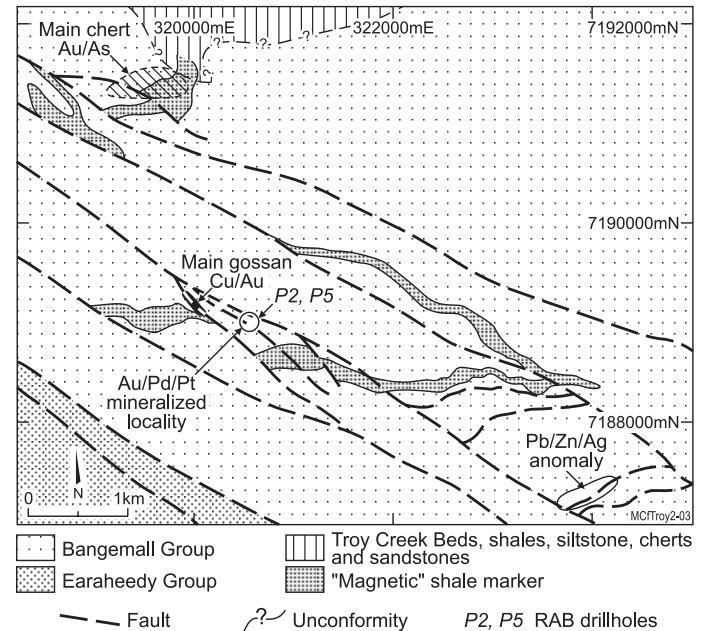 320000mE
322000mE
7192000mN
Main chert
Au/As
?
?
?
?
?
7190000mN
Main gossan
Cu/Au
P2, P5
Au/Pd/Pt
mineralized
locality
7188000mN
Pb/Zn/Ag
anomaly
N
0 1km
MCfTroy2-03
Bangemall Group
Troy Creek Beds, shales, siltstone, cherts
and sandstones
Earaheedy Group
"Magnetic" shale marker
Fault
? Unconformity
P2, P5 RAB drillholes